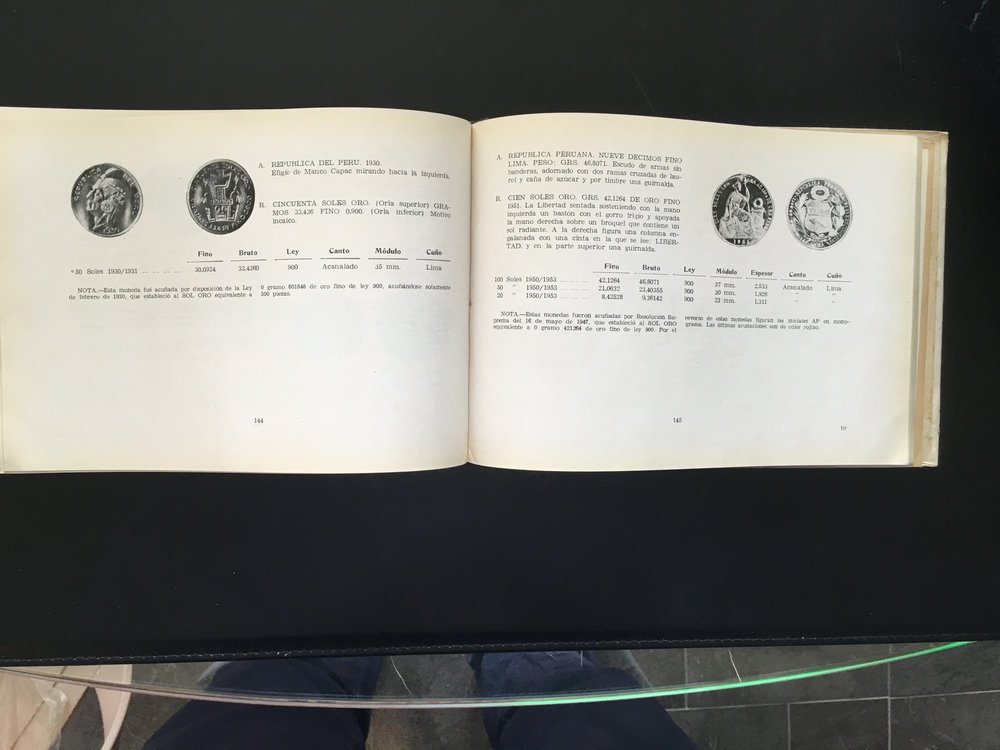 A. REPUBLICA DEL PERU. 1930.
Efigie de Manco Capac mirando hacia la izquierda.
R. CINCUENTA SOLES ORO. (Orla superior) GRA-
MOS 33,436 FINO 0.900. (Orla inferior) Motivo
incáico.
Fino Bruto Ley Canto Módulo Cuño
*50 Soles 1930/1931 ... ... ... ... 30,0924 33,4360 900 Acanalado 35 mm. Lima
NOTA.—Esta moneda fué acuñada por disposición de la Ley
de febrero de 1930, que estableció al SOL ORO equivalente a
0 gramo 601848 de oro fino de ley 900, acuñándose solamente
500 piezas.
144
A. REPUBLICA PERUANA. NUEVE DECIMOS FINO
LIMA. PESO: GRS. 46.8071. Escudo de armas sin
banderas, adornado con dos ramas cruzadas de lau-
rel y caña de azúcar y por timbre una guirnalda.
R. CIEN SOLES ORO. GRS. 42,1264 DE ORO FINO
1951. La Libertad sentada sosteniendo con la mano
izquierda un baston con el gorro frigio y apoyada
la mano derecha sobre un broquel que contiene un
sol radiante. A la derecha figura una columna en-
galanada con una cinta en la que se lee: LIBER-
TAD, y en la parte superior una guirnalda.
Fino Bruto Ley Módulo Espesor Canto Cuño
100 Soles 1950/1953 ... ... ... 42,1264 46,8071 900 37 mm. 2,533 Acanalado Lima
50 " 1950/1953 ... ... ... 21,0632 23,40355 900 30 mm. 1,926 " "
20 " 1950/1953 ... ... ... 8,42528 9,36142 900 23 mm. 1,311 " "
NOTA.—Estas monedas fueron acuñadas por Resolución Su-
prema del 16 de mayo de 1947, que estableció al SOL ORO
equivalente a 0 gramo 421264 de oro fino de ley 900. Por el
reverso de estas monedas figuran las iniciales AP en mono-
grama. Las últimas acuñaciones son de color rojizo.
145
10